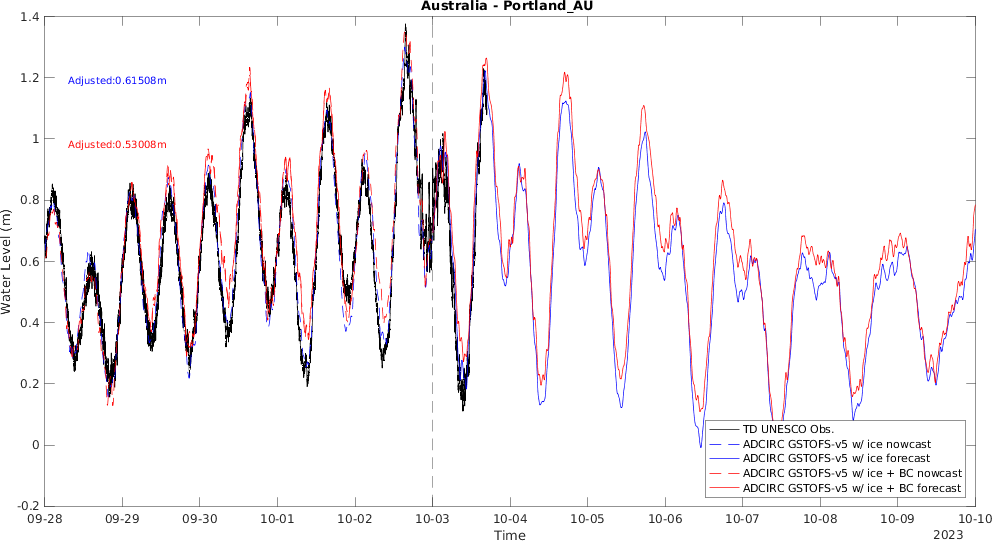 Australia - Portland_AU
Water Level (m)
1.4
1.2
1
0.8
0.6
0.4
0.2
0
-0.2
Adjusted:0.61508m
Adjusted:0.53008m
TD UNESCO Obs.
ADCIRC GSTOFS-v5 w/ ice nowcast
ADCIRC GSTOFS-v5 w/ ice forecast
ADCIRC GSTOFS-v5 w/ ice + BC nowcast
ADCIRC GSTOFS-v5 w/ ice + BC forecast
09-28 09-29 09-30 10-01 10-02 10-03 10-04 10-05 10-06 10-07 10-08 10-09 10-10
Time
2023